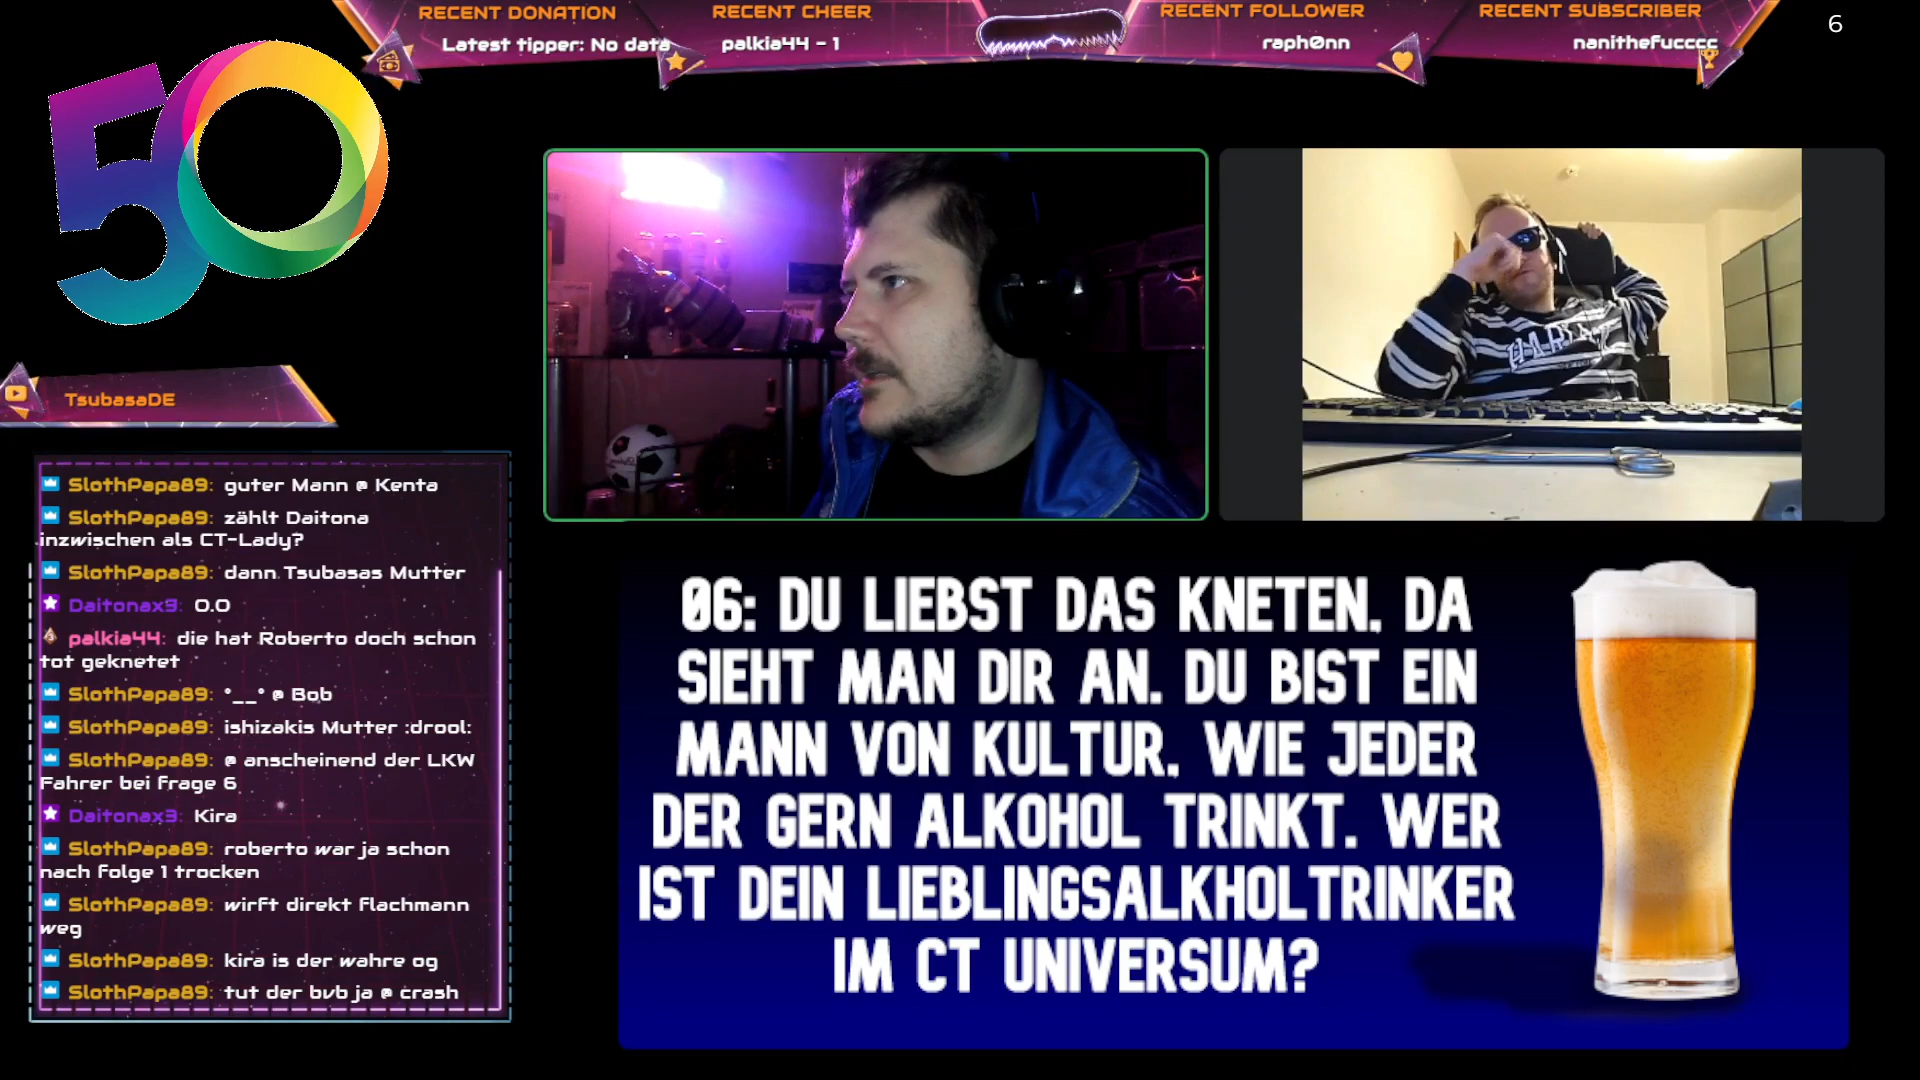 RECENT DONATION
Latest tipper: No data
RECENT CHEER
palkia44 - 1
RECENT FOLLOWER
raph0nn
RECENT SUBSCRIBER
nanithefucccc
6
50
TsubasaDE
SlothPapa89: guter Mann @ Kenta
SlothPapa89: zählt Daitona
inzwischen als CT-Lady?
SlothPapa89: dann Tsubasas Mutter
Daitonax3: 0.0
palkia44: die hat Roberto doch schon
tot geknetet
SlothPapa89: °__° @ Bob
SlothPapa89: ishizakis Mutter :drool:
SlothPapa89: @ anscheinend der LKW
Fahrer bei Frage 6
Daitonax3: Kira
SlothPapa89: roberto war ja schon
nach Folge 1 trocken
SlothPapa89: wirft direkt Flachmann
weg
SlothPapa89: kira is der wahre og
SlothPapa89: tut der bvb ja @ crash
HARLEM
06: DU LIEBST DAS KNETEN, DA
SIEHT MAN DIR AN. DU BIST EIN
MANN VON KULTUR, WIE JEDER
DER GERN ALKOHOL TRINKT. WER
IST DEIN LIEBLINGSALKHOLTRINKER
IM CT UNIVERSUM?